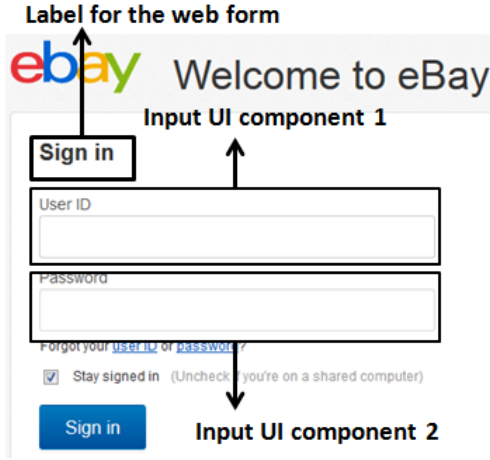 Label for the web form
ebay Welcome to eBay
Input UI component 1
Sign in
User ID
Password
Forgot your user ID or password?
Stay signed in (Uncheck if you're on a shared computer)
Sign in
Input UI component 2